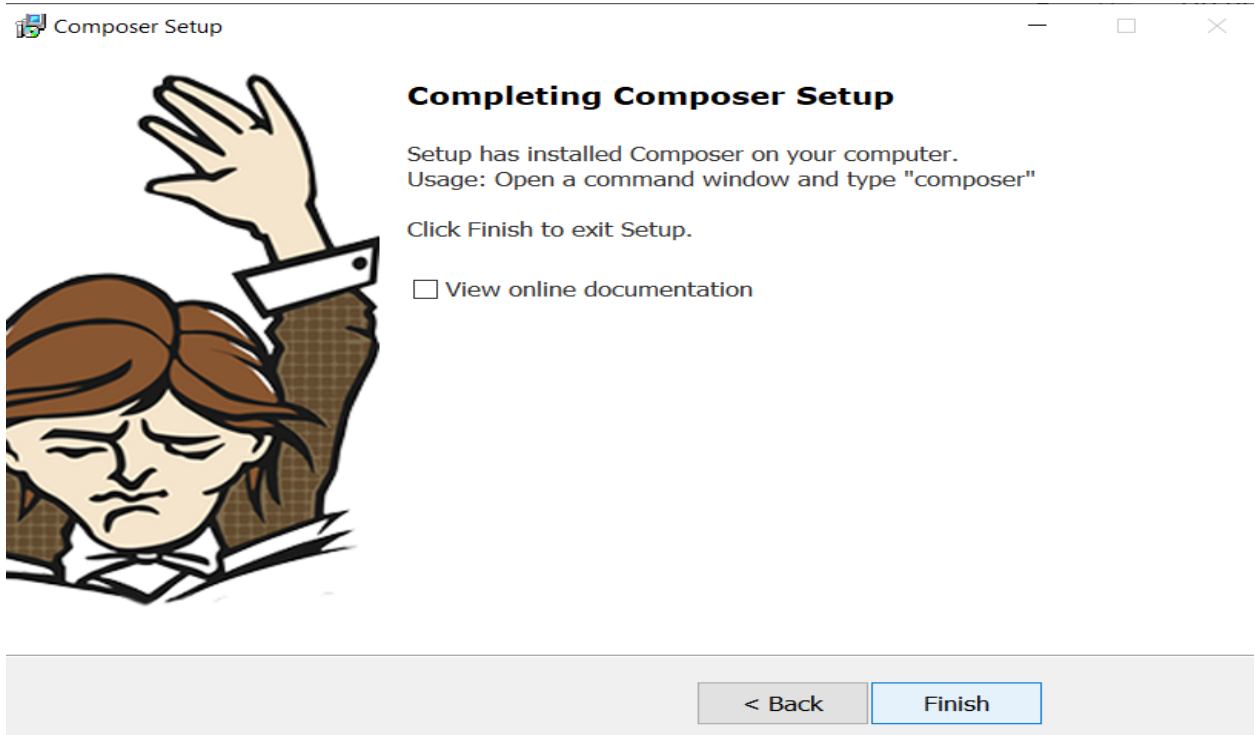 Composer Setup
Completing Composer Setup
Setup has installed Composer on your computer.
Usage: Open a command window and type "composer"
Click Finish to exit Setup.
View online documentation
< Back
Finish